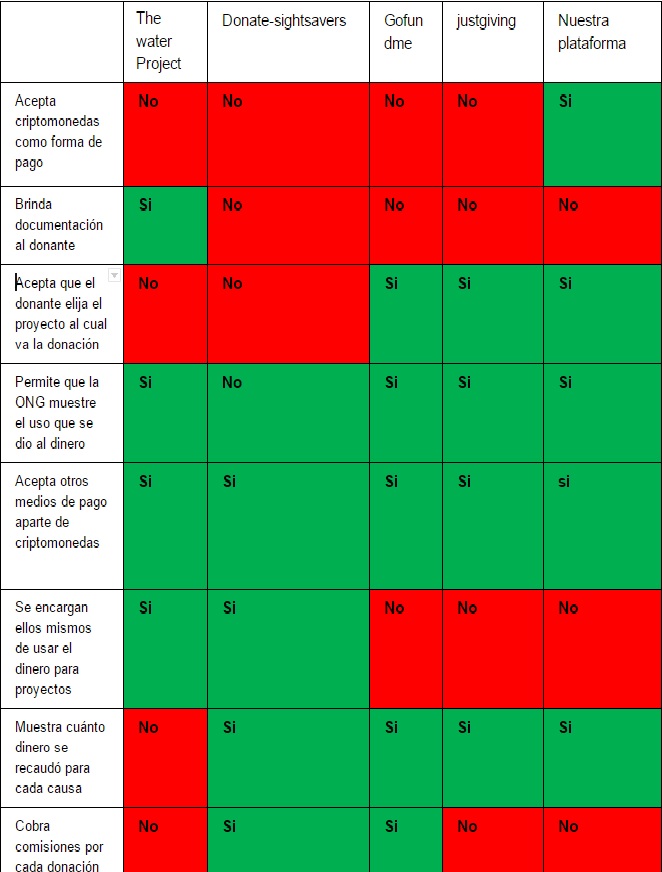 The
water
Project
Donate-sightsavers
Gofun
dme
justgiving
Nuestra
plataforma
Acepta
criptomonedas
como forma de
pago
No
No
No
No
Si
Brinda
documentación
al donante
Si
No
No
No
No
Acepta que el
donante elija el
proyecto al cual
va la donación
No
No
Si
Si
Si
Permite que la
ONG muestre
el uso que se
dio al dinero
Si
No
Si
Si
Si
Acepta otros
medios de pago
aparte de
criptomonedas
Si
Si
Si
Si
si
Se encargan
ellos mismos
de usar el
dinero para
proyectos
Si
Si
No
No
No
Muestra cuánto
dinero se
recaudó para
cada causa
No
Si
Si
Si
Si
Cobra
comisiones por
cada donación
No
Si
Si
No
No